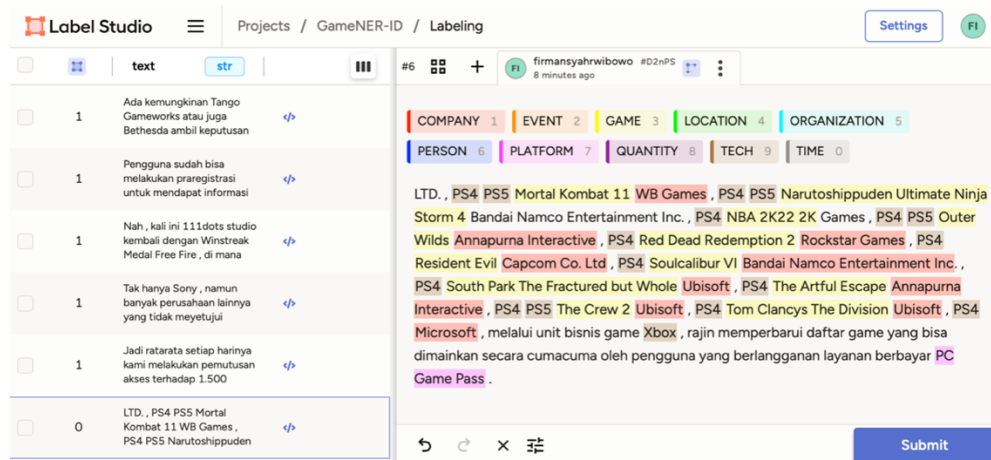 Label Studio
Projects / GameNER-ID / Labeling
Settings
FI
text str
1
Ada kemungkinan Tango
Gameworks atau juga
Bethesda ambil keputusan
</>
1
Pengguna sudah bisa
melakukan praregistrasi
untuk mendapat informasi
</>
1
Nah , kali ini 111dots studio
kembali dengan Winstreak
Medal Free Fire , di mana
</>
1
Tak hanya Sony , namun
banyak perusahaan lainnya
yang tidak meyetujui
</>
1
Jadi ratarata setiap harinya
kami melakukan pemutusan
akses terhadap 1.500
</>
0
LTD. , PS4 PS5 Mortal
Kombat 11 WB Games ,
PS4 PS5 Narutoshippuden
</>
#6
FI
firmansyahrwibowo #D2nPS
8 minutes ago
COMPANY 1 EVENT 2 GAME 3 LOCATION 4 ORGANIZATION 5
PERSON 6 PLATFORM 7 QUANTITY 8 TECH 9 TIME 0
LTD. , PS4 PS5 Mortal Kombat 11 WB Games , PS4 PS5 Narutoshippuden Ultimate Ninja
Storm 4 Bandai Namco Entertainment Inc. , PS4 NBA 2K22 2K Games , PS4 PS5 Outer
Wilds Annapurna Interactive , PS4 Red Dead Redemption 2 Rockstar Games , PS4
Resident Evil Capcom Co. Ltd , PS4 Soulcalibur VI Bandai Namco Entertainment Inc. ,
PS4 South Park The Fractured but Whole Ubisoft , PS4 The Artful Escape Annapurna
Interactive , PS4 PS5 The Crew 2 Ubisoft , PS4 Tom Clancys The Division Ubisoft , PS4
Microsoft , melalui unit bisnis game Xbox , rajin memperbarui daftar game yang bisa
dimainkan secara cumacuma oleh pengguna yang berlangganan layanan berbayar PC
Game Pass .
Submit